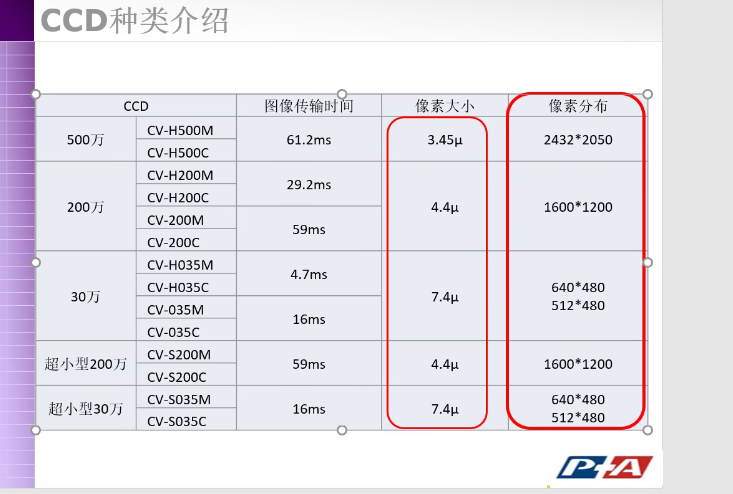 CCD种类介绍
CCD 图像传输时间 像素大小 像素分布
500万 CV-H500M 61.2ms 3.45μ 2432*2050
CV-H500C
200万 CV-H200M 29.2ms 4.4μ 1600*1200
CV-H200C
CV-200M 59ms
CV-200C
30万 CV-H035M 4.7ms 7.4μ 640*480
CV-H035C 512*480
CV-035M 16ms
CV-035C
超小型200万 CV-S200M 59ms 4.4μ 1600*1200
CV-S200C
超小型30万 CV-S035M 16ms 7.4μ 640*480
CV-S035C 512*480
P+A